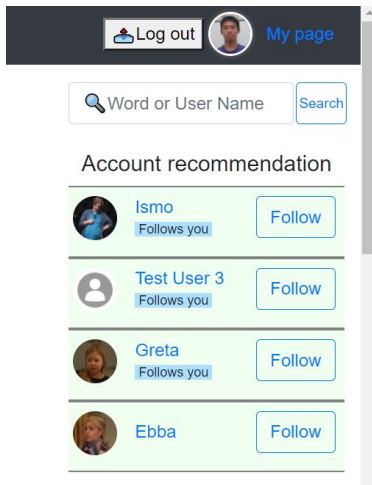 Log out
My page
Word or User Name
Search
Account recommendation
Ismo
Follows you
Follow
Test User 3
Follows you
Follow
Greta
Follows you
Follow
Ebba
Follow